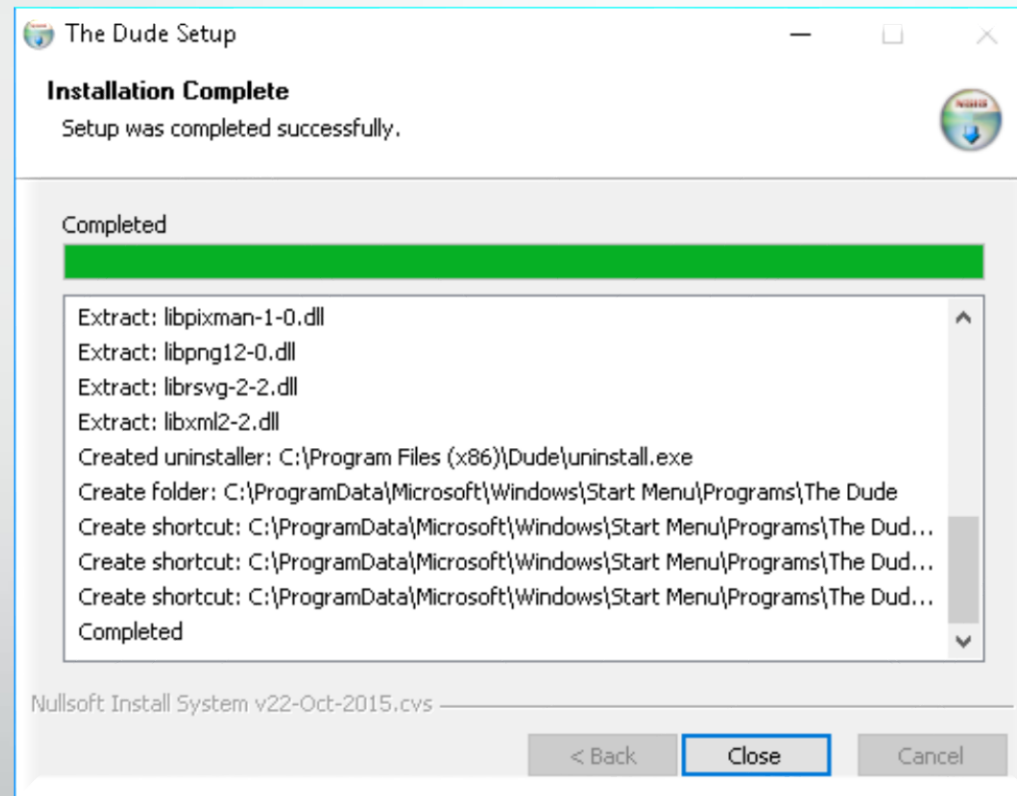 The Dude Setup
Installation Complete
Setup was completed successfully.
Completed
Extract: libpixman-1-0.dll
Extract: libpng12-0.dll
Extract: librsvg-2-2.dll
Extract: libxml2-2.dll
Created uninstaller: C:\Program Files (x86)\Dude\uninstall.exe
Create folder: C:\ProgramData\Microsoft\Windows\Start Menu\Programs\The Dude
Create shortcut: C:\ProgramData\Microsoft\Windows\Start Menu\Programs\The Dud...
Create shortcut: C:\ProgramData\Microsoft\Windows\Start Menu\Programs\The Dud...
Create shortcut: C:\ProgramData\Microsoft\Windows\Start Menu\Programs\The Dud...
Completed
Nullsoft Install System v22-Oct-2015.cvs
< Back Close Cancel